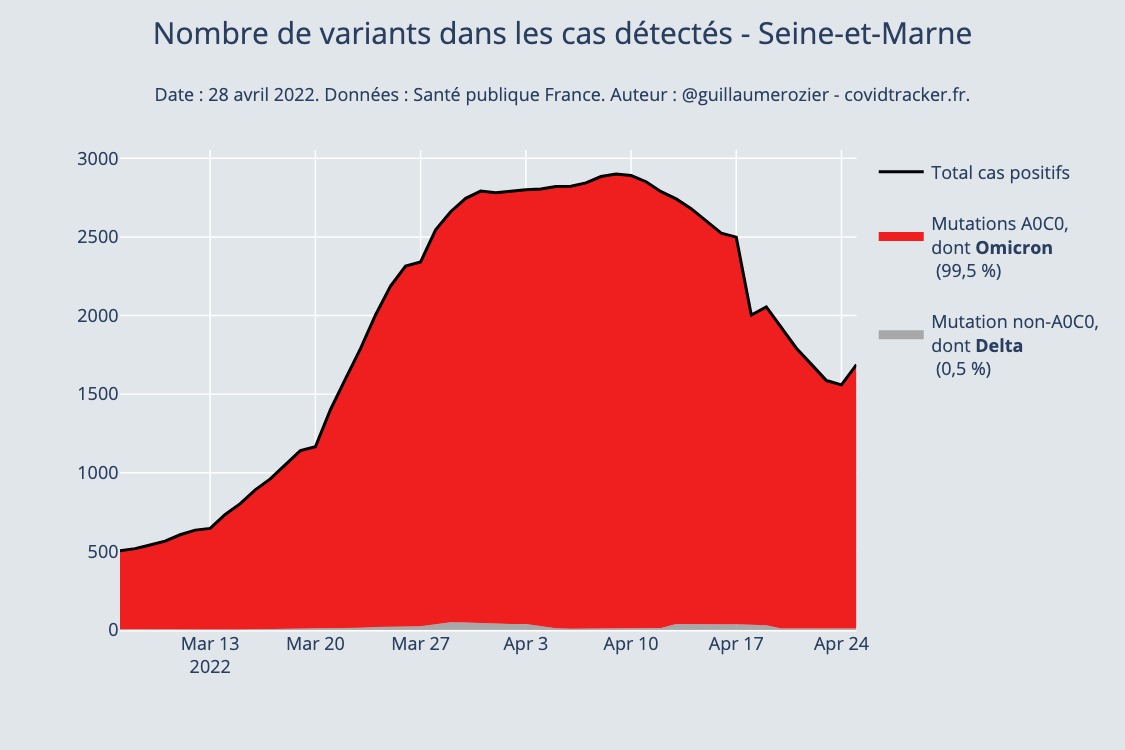 Nombre de variants dans les cas détectés - Seine-et-Marne
Date : 28 avril 2022. Données : Santé publique France. Auteur : @guillaumerozier - covidtracker.fr.
3000
2500
2000
1500
1000
500
0
Mar 13
2022
Mar 20
Mar 27
Apr 3
Apr 10
Apr 17
Apr 24
Total cas positifs
Mutations A0C0,
dont Omicron
(99,5 %)
Mutation non-A0C0,
dont Delta
(0,5 %)